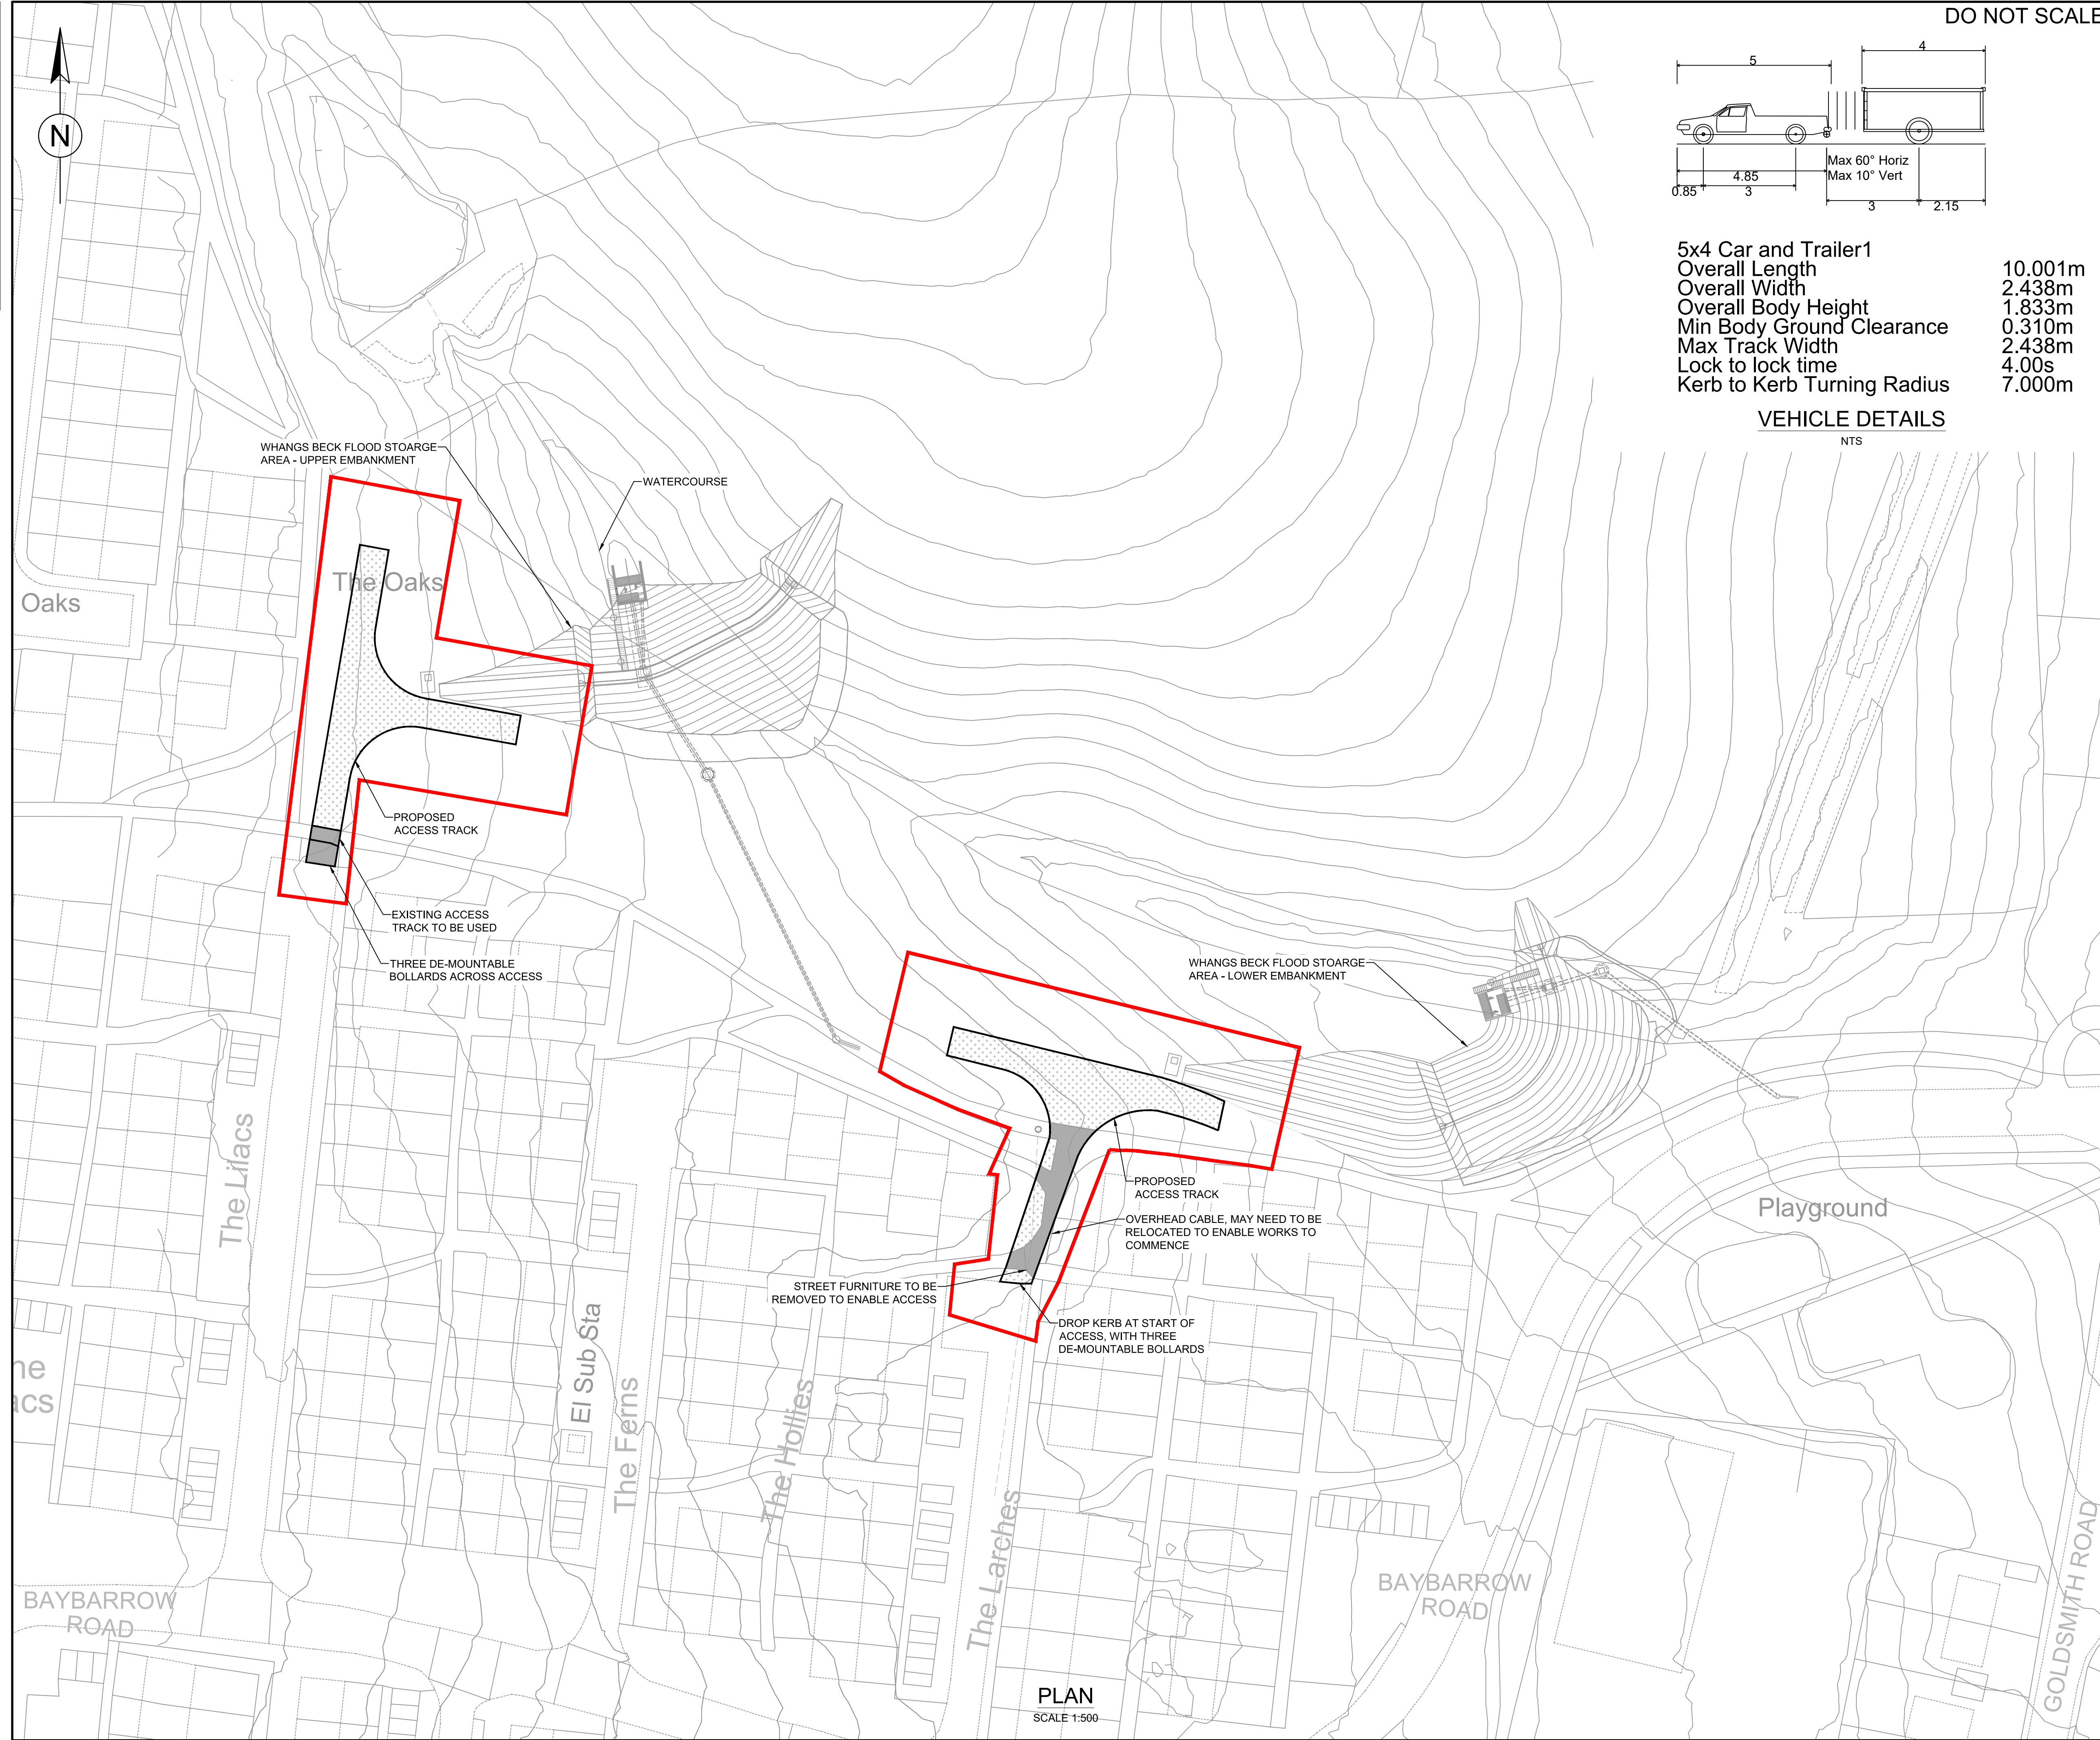 DO NOT SCALE
N
5
4
Max 60° Horiz
Max 10° Vert
4.85
0.85
3
3
2.15
5x4 Car and Trailer1
Overall Length 10.001m
Overall Width 2.438m
Overall Body Height 1.833m
Min Body Ground Clearance 0.310m
Max Track Width 2.438m
Lock to lock time 4.00s
Kerb to Kerb Turning Radius 7.000m
VEHICLE DETAILS
NTS
WHANGS BECK FLOOD STOARGE
AREA - UPPER EMBANKMENT
WATERCOURSE
The Oaks
Oaks
PROPOSED
ACCESS TRACK
EXISTING ACCESS
TRACK TO BE USED
THREE DE-MOUNTABLE
BOLLARDS ACROSS ACCESS
WHANGS BECK FLOOD STOARGE
AREA - LOWER EMBANKMENT
PROPOSED
ACCESS TRACK
OVERHEAD CABLE, MAY NEED TO BE
RELOCATED TO ENABLE WORKS TO
COMMENCE
STREET FURNITURE TO BE
REMOVED TO ENABLE ACCESS
DROP KERB AT START OF
ACCESS, WITH THREE
DE-MOUNTABLE BOLLARDS
Playground
The Lilacs
El Sub Sta
The Ferns
The Hollies
The Larches
BAYBARROW
ROAD
BAYBARROW
ROAD
GOLDSMITH ROAD
PLAN
SCALE 1:500